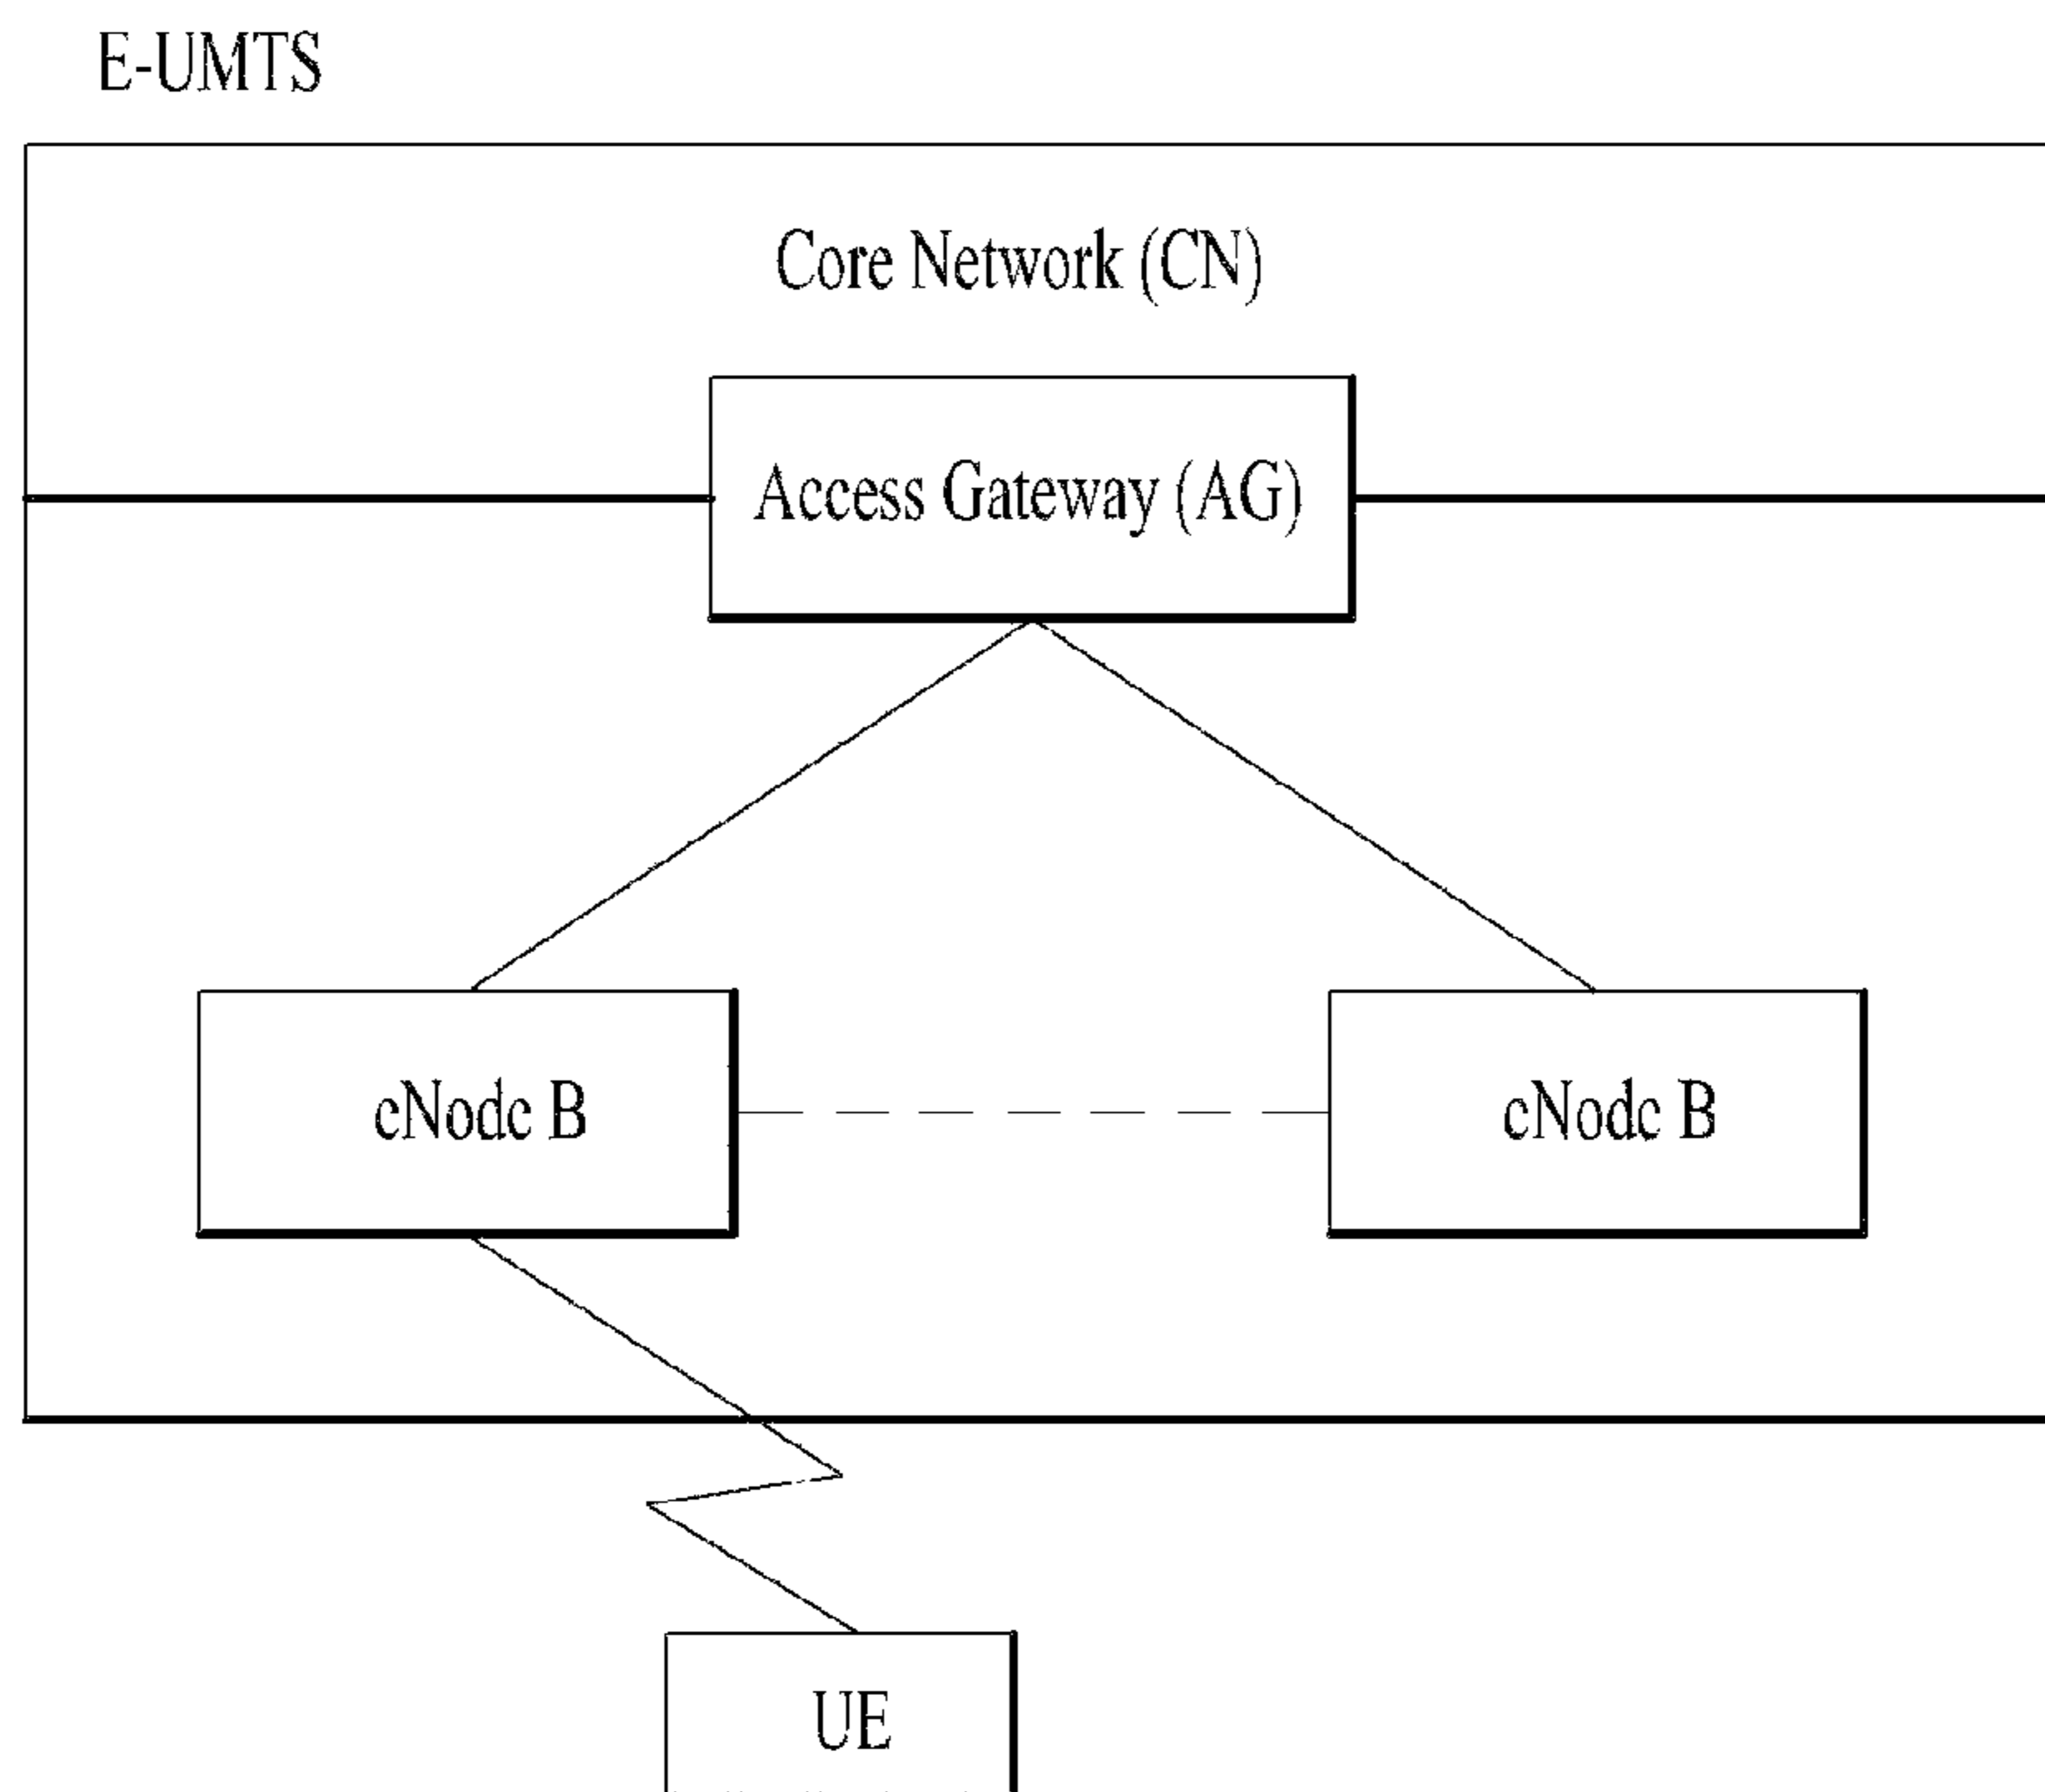 E-UMTS
Core Network (CN)
Access Gateway (AG)
eNode B
eNode B
UE